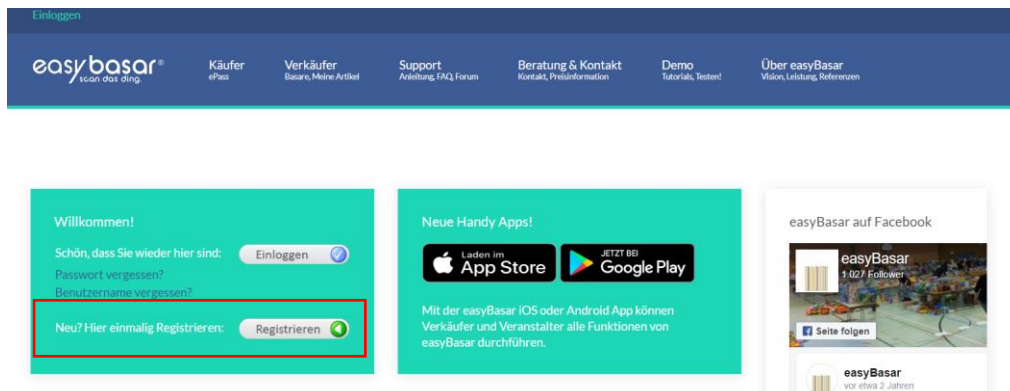 Einloggen
easybasar®
scan das ding.
Käufer
ePass
Verkäufer
Basare, Meine Artikel
Support
Anleitung, FAQ, Forum
Beratung & Kontakt
Kontakt, Preisinformation
Demo
Tutorials, Testen!
Über easyBasar
Vision, Leistung, Referenzen
Willkommen!
Schön, dass Sie wieder hier sind:
Einloggen
Passwort vergessen?
Benutzername vergessen?
Neu? Hier einmalig Registrieren:
Registrieren
Neue Handy Apps!
Laden im
App Store
JETZT BEI
Google Play
Mit der easyBasar iOS oder Android App können
Verkäufer und Veranstalter alle Funktionen von
easyBasar durchführen.
easyBasar auf Facebook
easyBasar
1.027 Follower
Seite folgen
easyBasar
vor etwa 2 Jahren